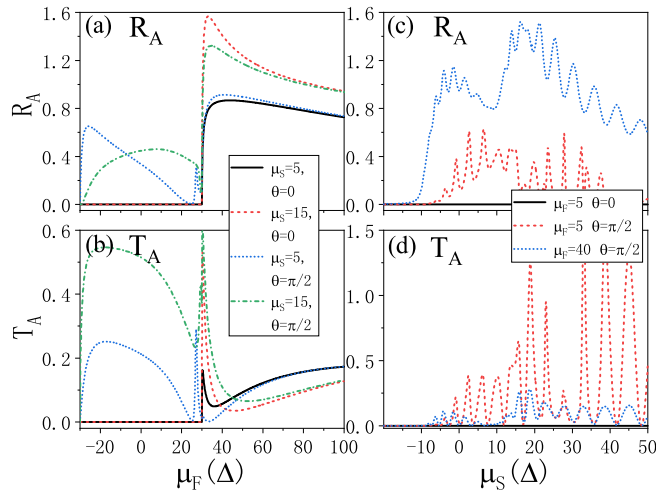 (a) R_A
(c) R_A
1.6
1.2
0.8
0.4
0.0
R_A
1.6
1.2
0.8
0.4
0.0
μ_S=5,
θ=0
μ_S=15,
θ=0
μ_S=5,
θ=π/2
μ_S=15,
θ=π/2
μ_F=5 θ=0
μ_F=5 θ=π/2
μ_F=40 θ=π/2
(b) T_A
(d) T_A
0.6
0.4
0.2
0.0
T_A
1.5
1.0
0.5
0.0
-20 0 20 40 60 80 100
-10 0 10 20 30 40 50
μ_F(Δ)
μ_S(Δ)